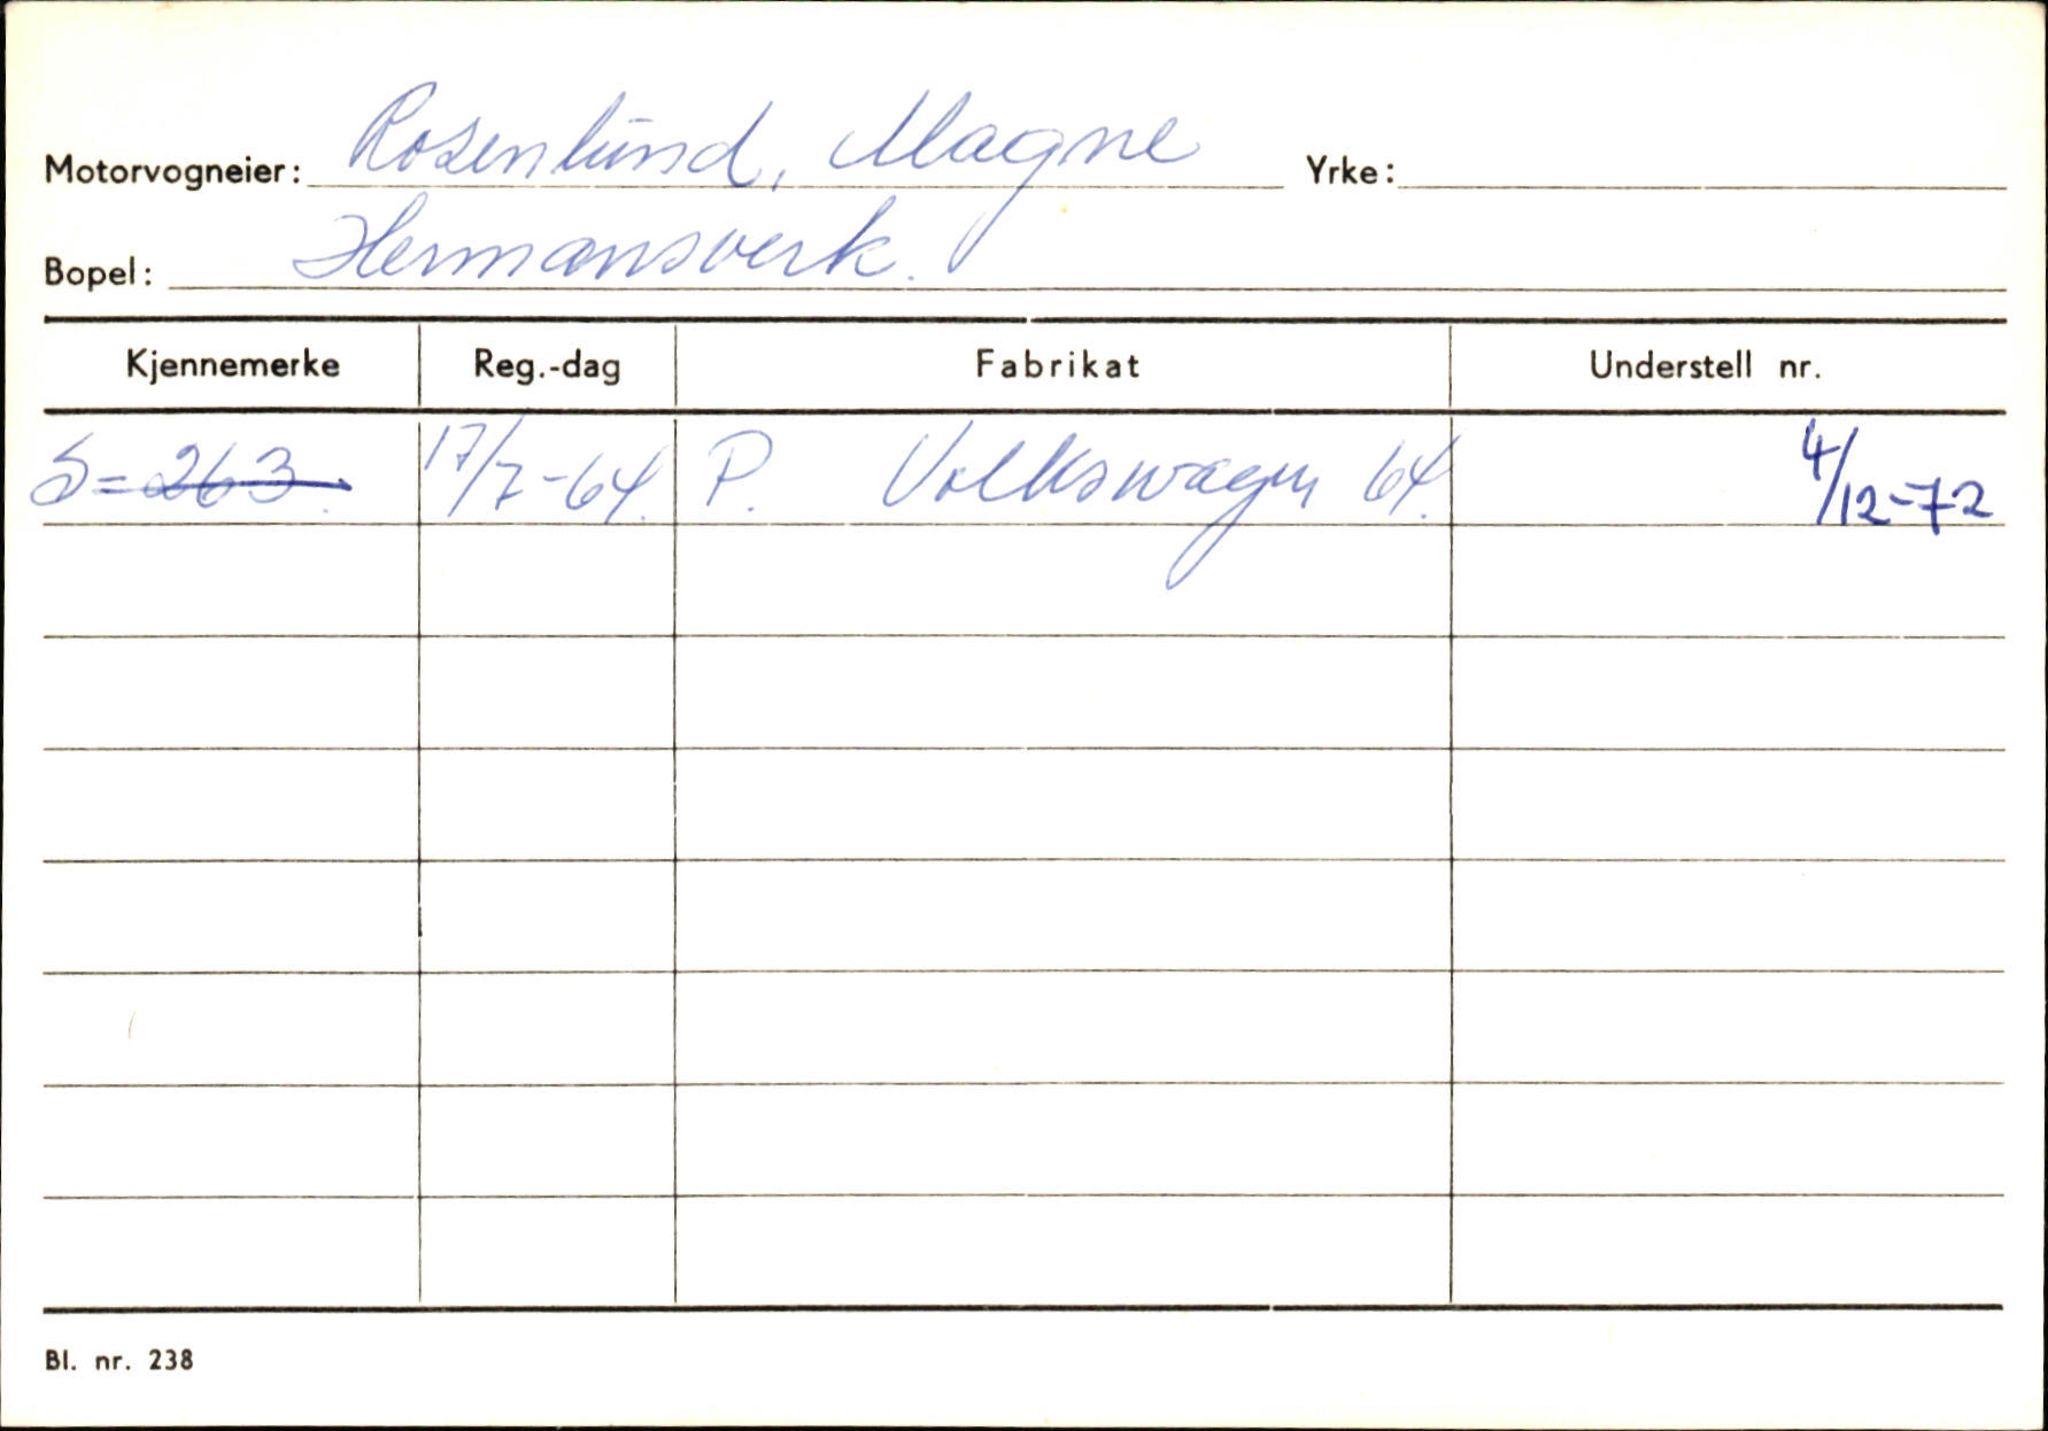 Motorvogneier: Rosenlund, Magne Yrke:
Bopel: Hermansverk.
Kjennemerke Reg.-dag Fabrikat Understell nr.
S-263. 17/7-64. P. Volkswagen 64. 4/12-72
Bl. nr. 238